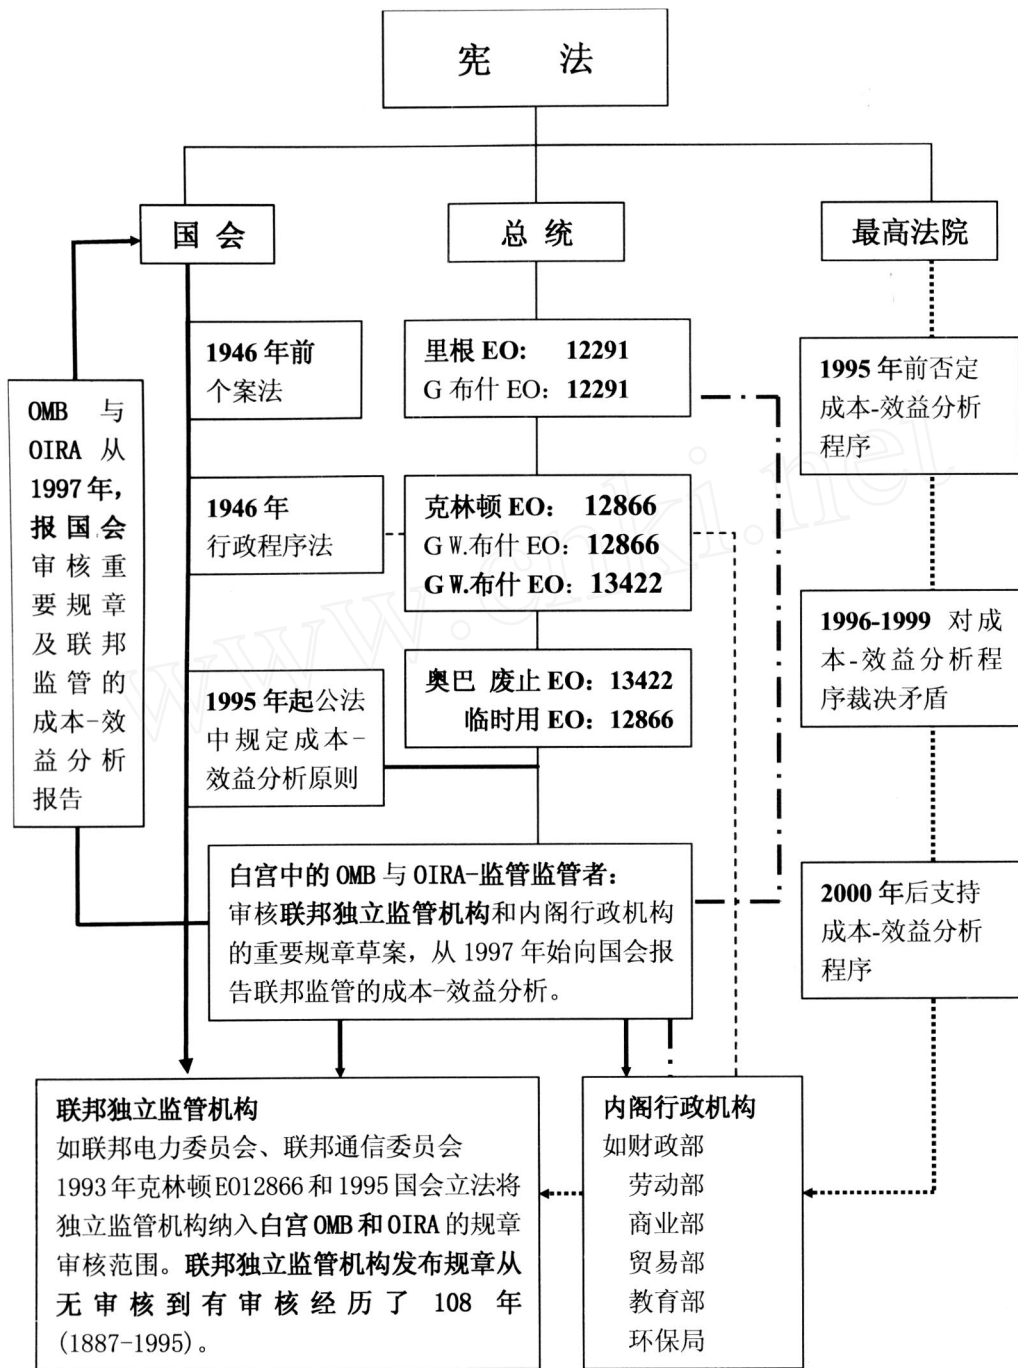 宪 法
国 会
总 统
最高法院
1946 年前
个案法
里根 EO: 12291
G 布什 EO: 12291
1995 年前否定
成本-效益分析
程序
OMB 与
OIRA 从
1997 年,
报国会
审核重
要规章
及联邦
监管的
成本-效
益分析
报告
1946 年
行政程序法
克林顿 EO: 12866
G W.布什 EO: 12866
G W.布什 EO: 13422
1996-1999 对成
本-效益分析程
序裁决矛盾
1995 年起公法
中规定成本-
效益分析原则
奥巴 废止 EO: 13422
临时用 EO: 12866
白宫中的 OMB 与 OIRA-监管监管者:
审核联邦独立监管机构和内阁行政机构
的重要规章草案，从 1997 年始向国会报
告联邦监管的成本-效益分析。
2000 年后支持
成本-效益分析
程序
联邦独立监管机构
如联邦电力委员会、联邦通信委员会
1993 年克林顿 EO12866 和 1995 国会立法将
独立监管机构纳入白宫 OMB 和 OIRA 的规章
审核范围。联邦独立监管机构发布规章从
无审核到有审核经历了 108 年
(1887-1995)。
内阁行政机构
如财政部
劳动部
商业部
贸易部
教育部
环保局
www.cnki.net